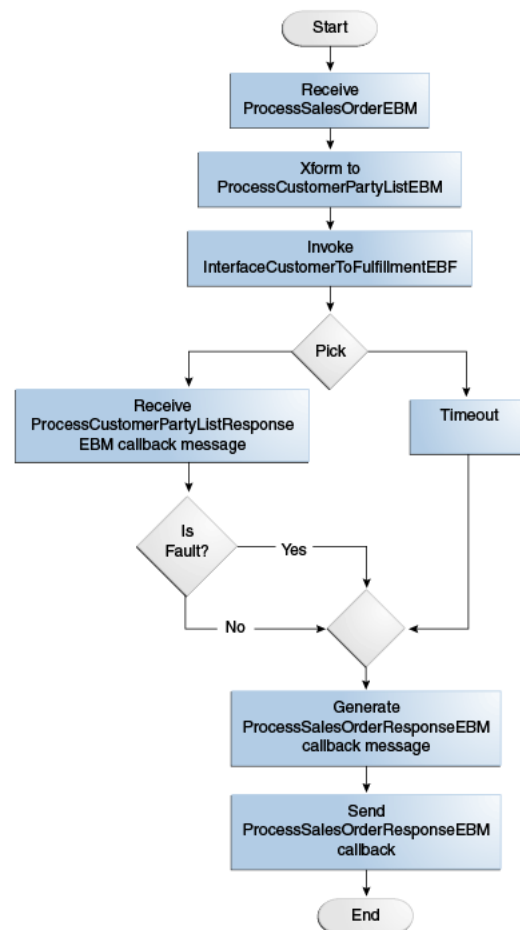 Start
Receive
ProcessSalesOrderEBM
Xform to
ProcessCustomerPartyListEBM
Invoke
InterfaceCustomerToFulfillmentEBF
Pick
Receive
ProcessCustomerPartyListResponse
EBM callback message
Timeout
Is
Fault?
Yes
No
Generate
ProcessSalesOrderResponseEBM
callback message
Send
ProcessSalesOrderResponseEBM
callback
End